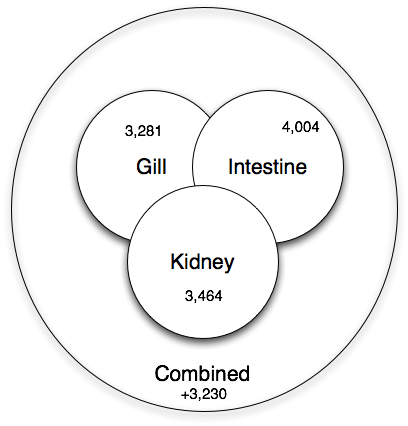 3,281
4,004
Gill
Intestine
Kidney
3,464
Combined
+3,230